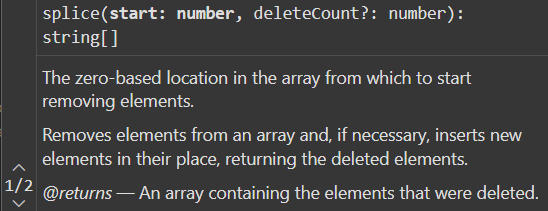 splice(start: number, deleteCount?: number):
string[]
The zero-based location in the array from which to start
removing elements.
Removes elements from an array and, if necessary, inserts new
elements in their place, returning the deleted elements.
1/2
@returns — An array containing the elements that were deleted.